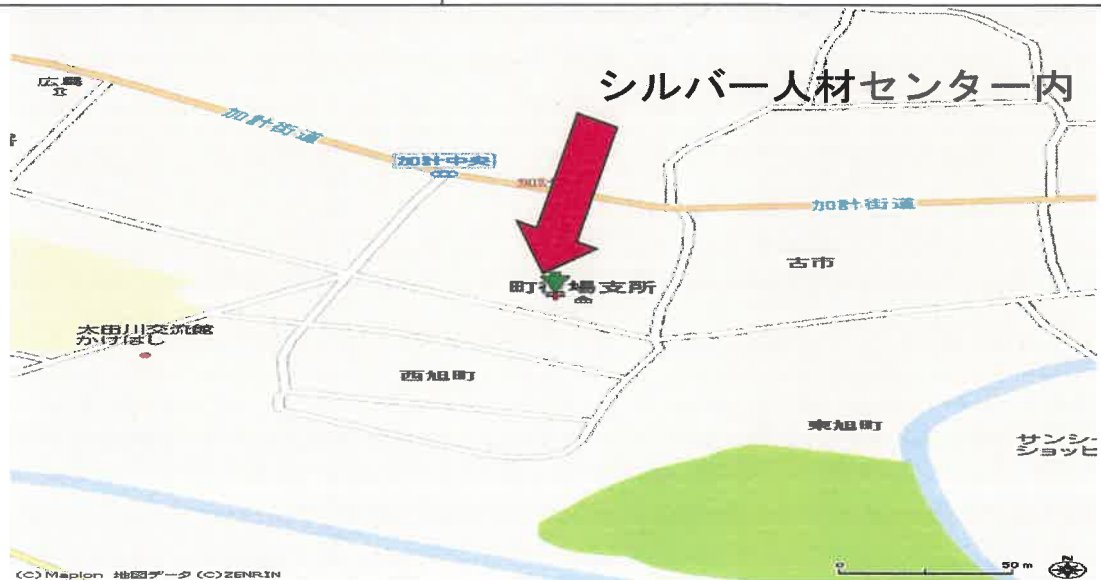 シルバー人材センター内
広島
加計街道
加計中央
加計街道
古市
町役場支所
太田川交流館
かけはし
西旭町
東旭町
サンシー
ショッピ
0 50 m
(C) Mapion 地図データ (C)ZENRIN